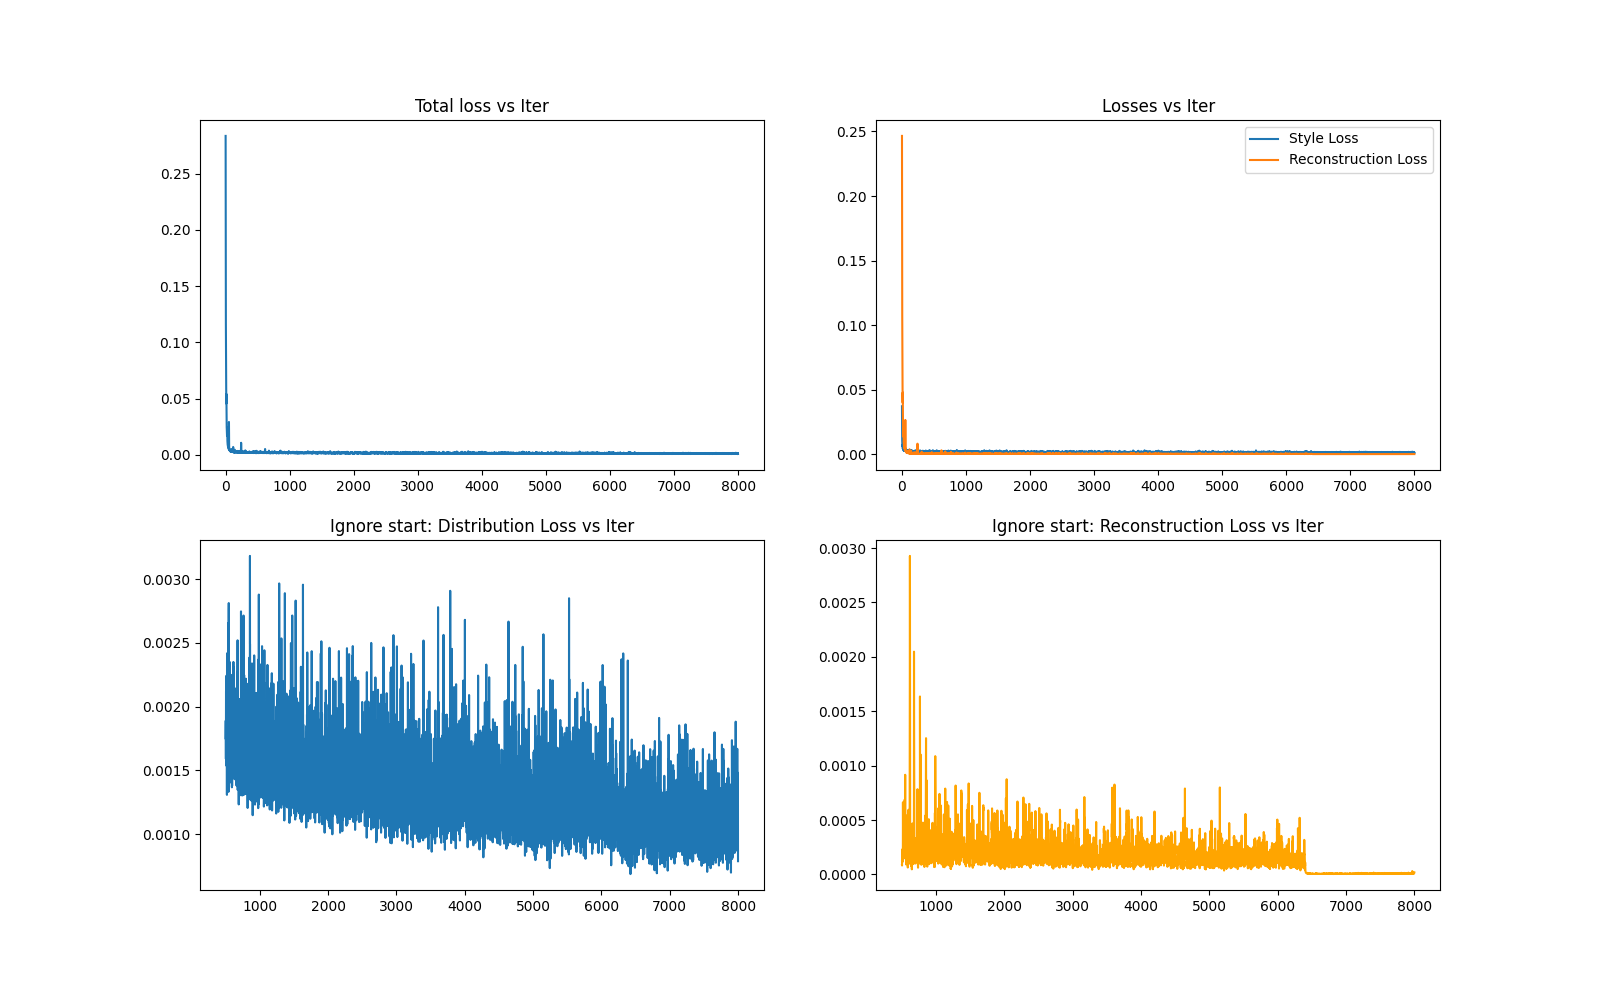 Total loss vs Iter
0.25
0.20
0.15
0.10
0.05
0.00
0 1000 2000 3000 4000 5000 6000 7000 8000
Losses vs Iter
Style Loss
Reconstruction Loss
0.25
0.20
0.15
0.10
0.05
0.00
0 1000 2000 3000 4000 5000 6000 7000 8000
Ignore start: Distribution Loss vs Iter
0.0030
0.0025
0.0020
0.0015
0.0010
1000 2000 3000 4000 5000 6000 7000 8000
Ignore start: Reconstruction Loss vs Iter
0.0030
0.0025
0.0020
0.0015
0.0010
0.0005
0.0000
1000 2000 3000 4000 5000 6000 7000 8000